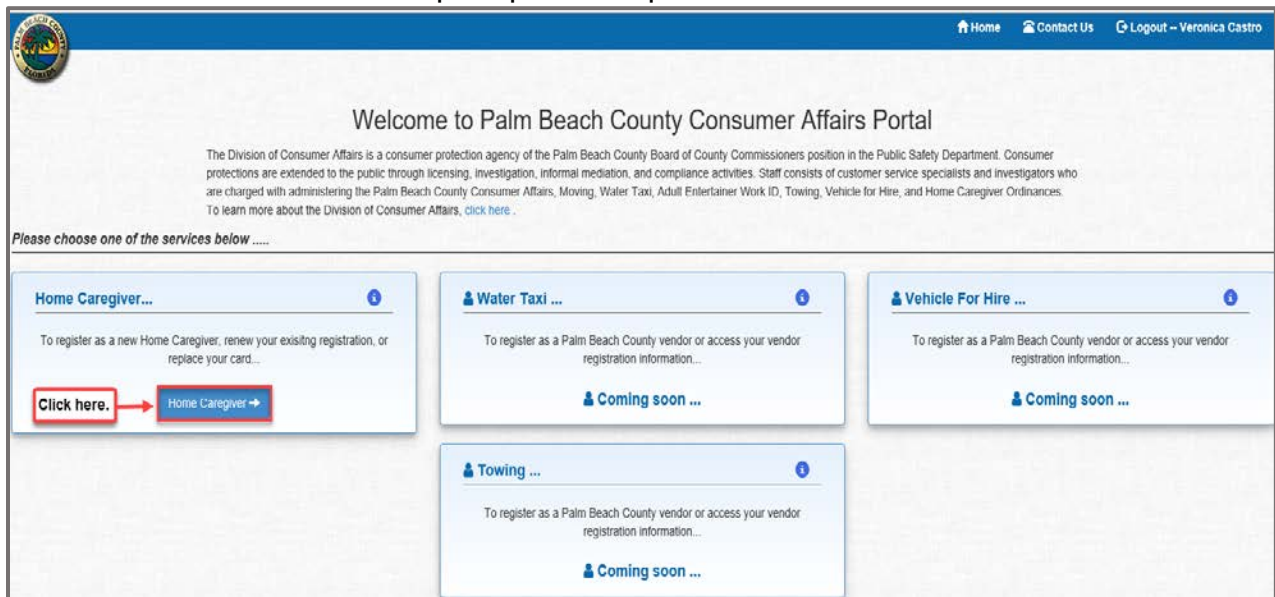 PALM BEACH COUNTY
FLORIDA
Home Contact Us Logout -- Veronica Castro
Welcome to Palm Beach County Consumer Affairs Portal
The Division of Consumer Affairs is a consumer protection agency of the Palm Beach County Board of County Commissioners position in the Public Safety Department. Consumer
protections are extended to the public through licensing, investigation, informal mediation, and compliance activities. Staff consists of customer service specialists and investigators who
are charged with administering the Palm Beach County Consumer Affairs, Moving, Water Taxi, Adult Entertainer Work ID, Towing, Vehicle for Hire, and Home Caregiver Ordinances.
To learn more about the Division of Consumer Affairs, click here .
Please choose one of the services below .....
Home Caregiver...
To register as a new Home Caregiver, renew your exisitng registration, or
replace your card...
Click here.
Home Caregiver
Water Taxi ...
To register as a Palm Beach County vendor or access your vendor
registration information...
Coming soon ...
Vehicle For Hire ...
To register as a Palm Beach County vendor or access your vendor
registration information...
Coming soon ...
Towing ...
To register as a Palm Beach County vendor or access your vendor
registration information...
Coming soon ...